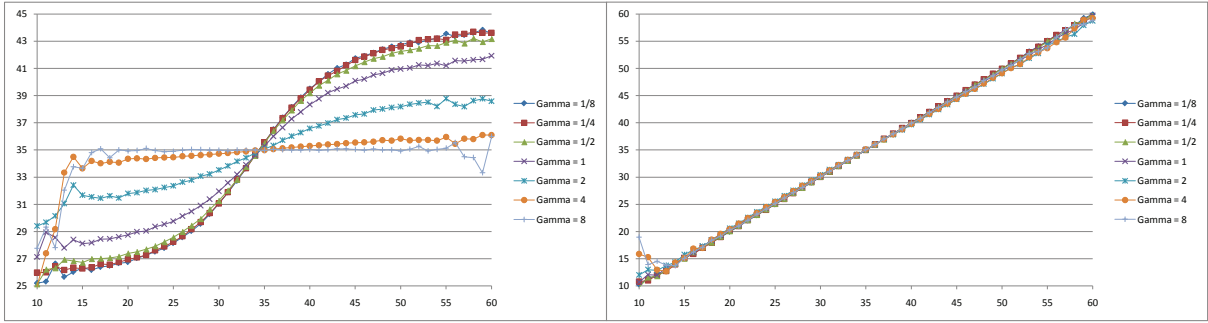 45
43
41
39
37
35
33
31
29
27
25
10 15 20 25 30 35 40 45 50 55 60
Gamma = 1/8
Gamma = 1/4
Gamma = 1/2
Gamma = 1
Gamma = 2
Gamma = 4
Gamma = 8
60
55
50
45
40
35
30
25
20
15
10
10 15 20 25 30 35 40 45 50 55 60
Gamma = 1/8
Gamma = 1/4
Gamma = 1/2
Gamma = 1
Gamma = 2
Gamma = 4
Gamma = 8